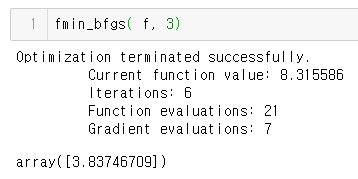 1 fmin_bfgs( f, 3)
Optimization terminated successfully.
Current function value: 8.315586
Iterations: 6
Function evaluations: 21
Gradient evaluations: 7
array([3.83746709])